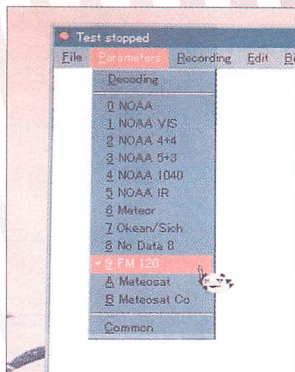 Test stopped
File Parameters Recording Edit
Decoding
0 NOAA
1 NOAA VIS
2 NOAA 4+4
3 NOAA 5+3
4 NOAA 1040
5 NOAA IR
6 Meteor
7 Okean/Sich
8 No Data 8
9 FM 120
A Meteosat
B Meteosat Co
Common